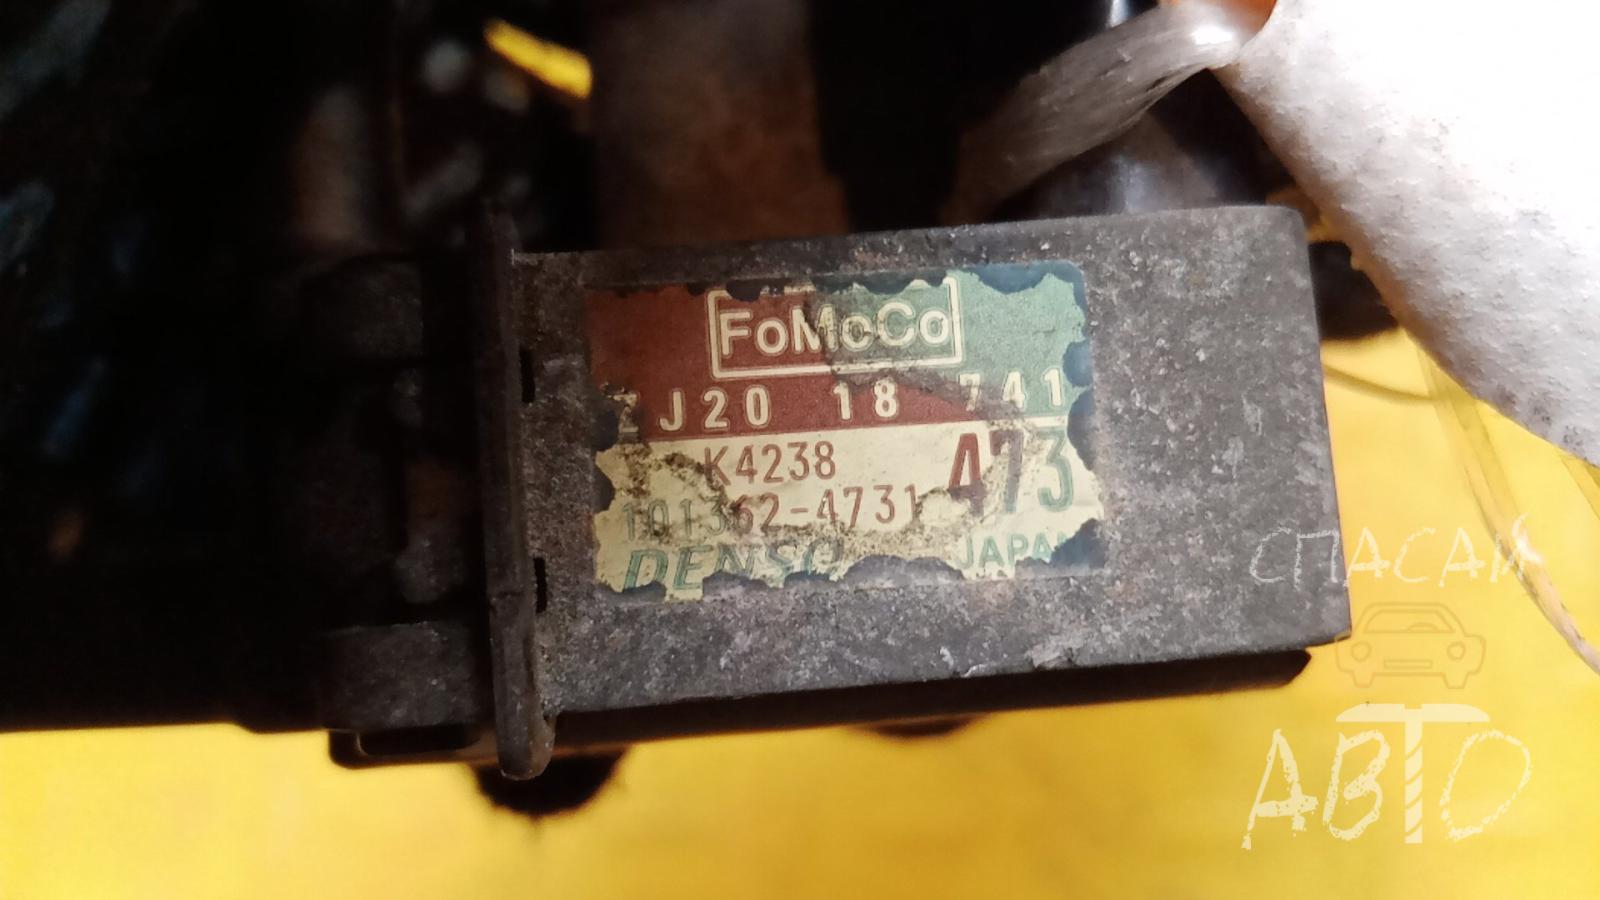 FoMoCo
ZJ20 18 741
K4238 473
101362-4731
DENSO JAPAN
СПАСАЙ
АВТО